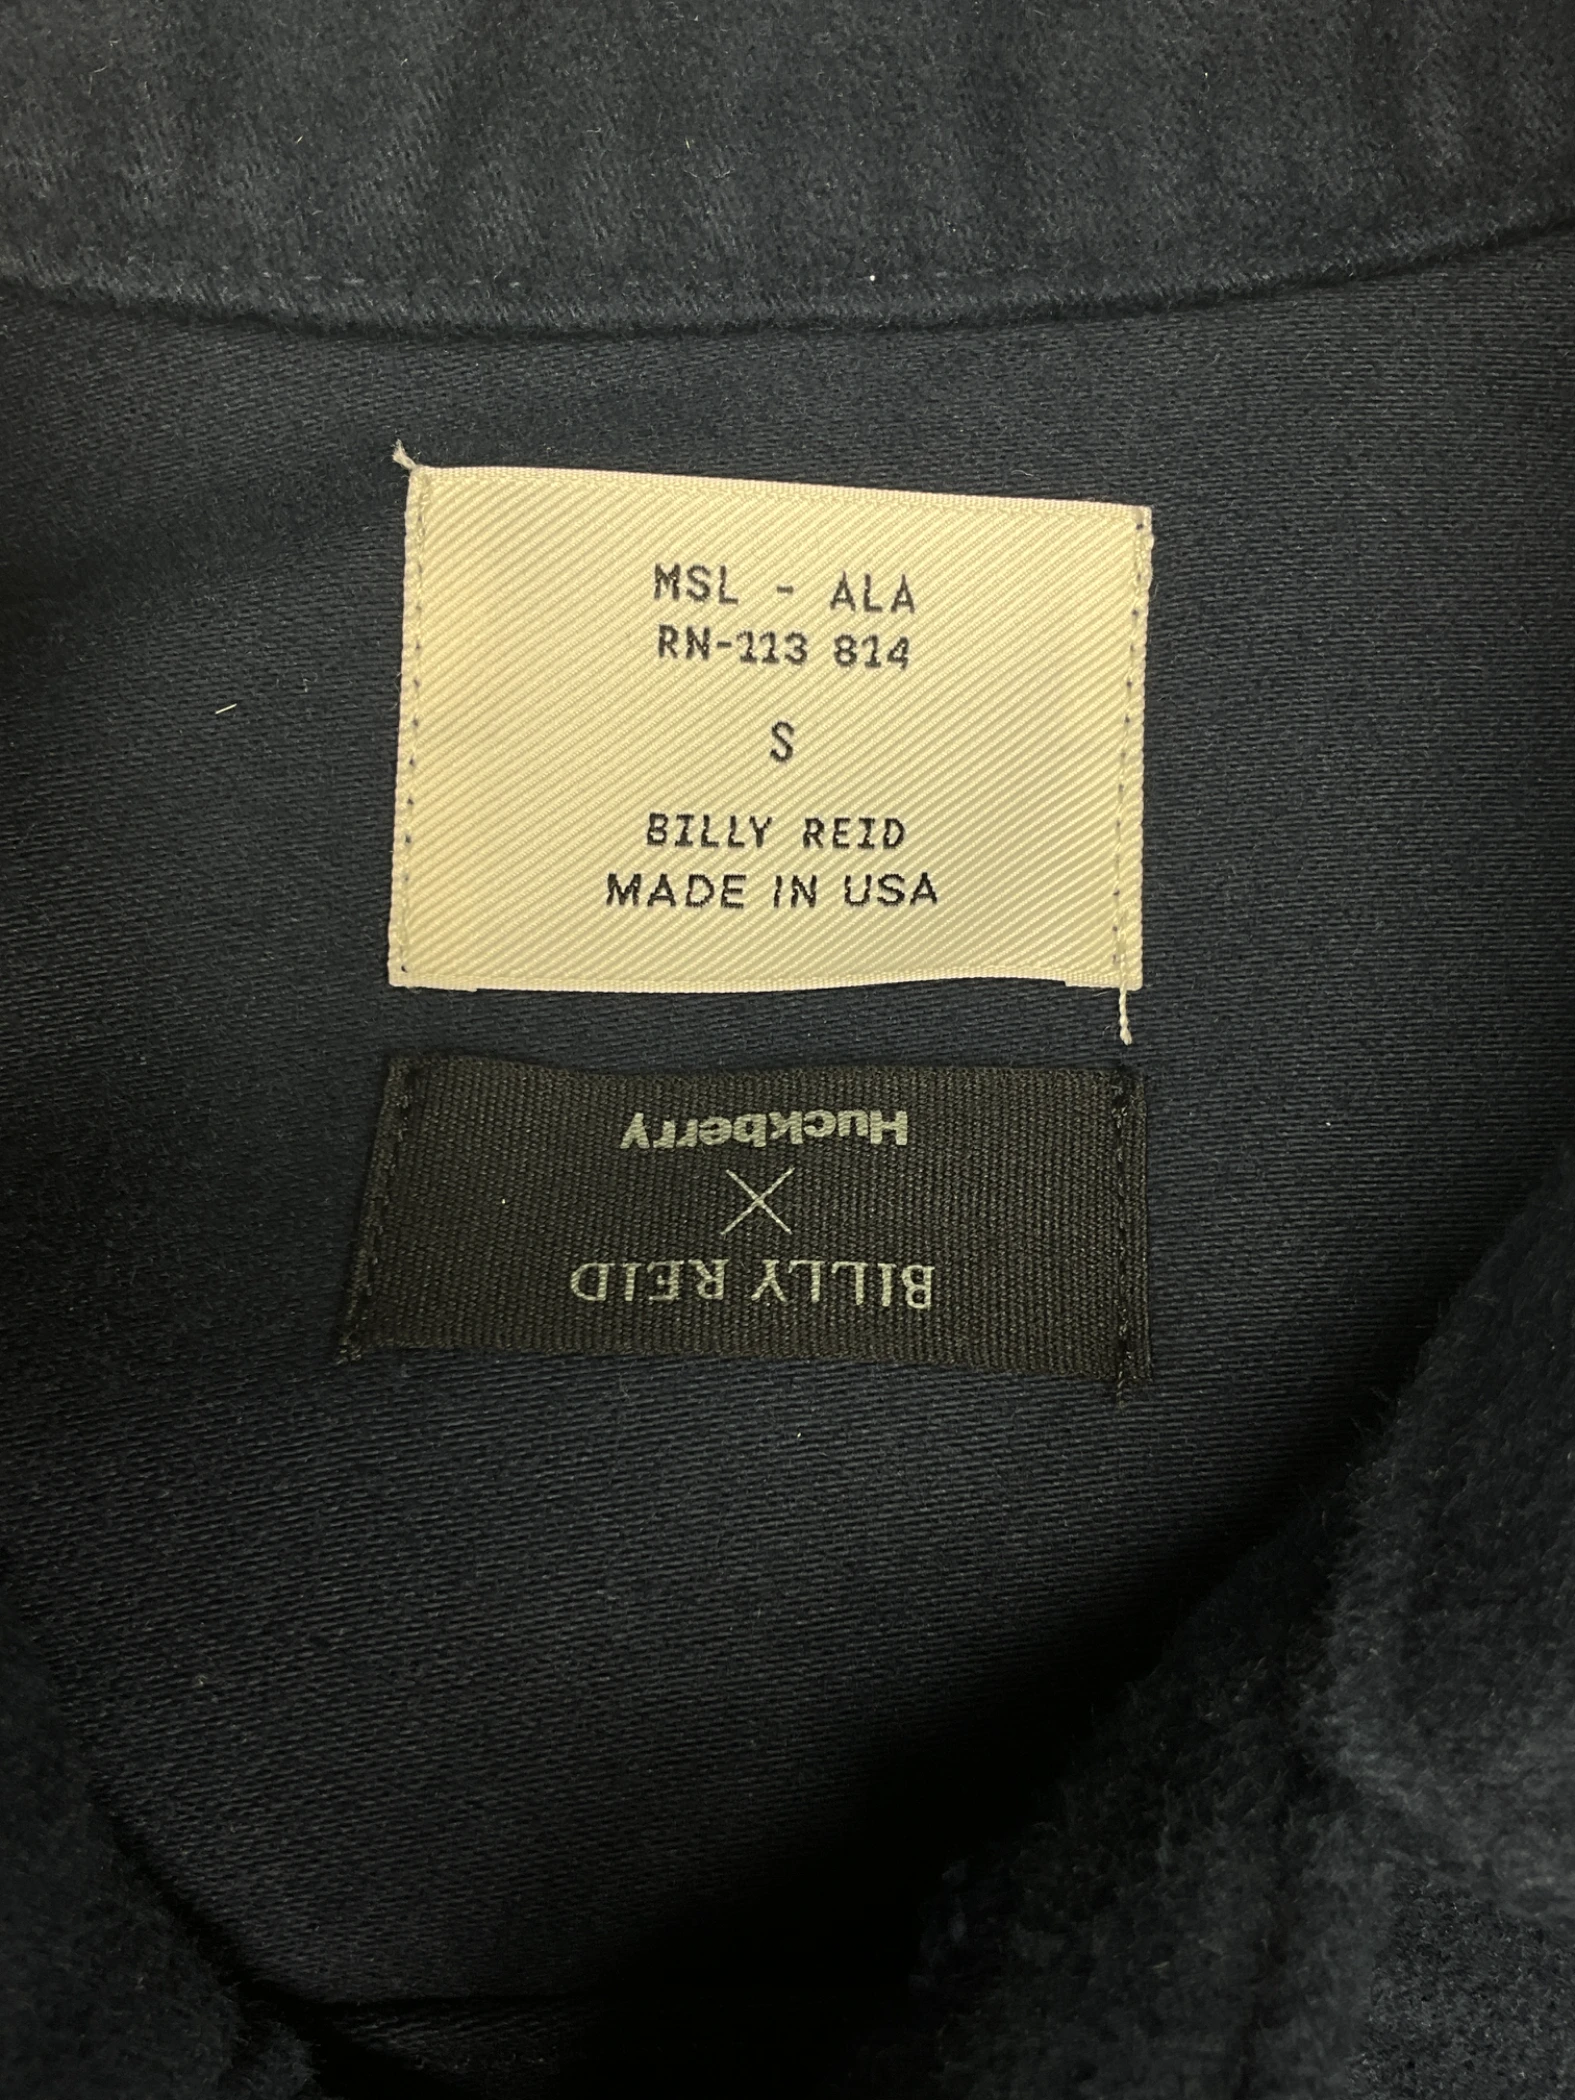 MSL - ALA
RN-113 814
S
BILLY REID
MADE IN USA
BILLY REID
X
Huckberry